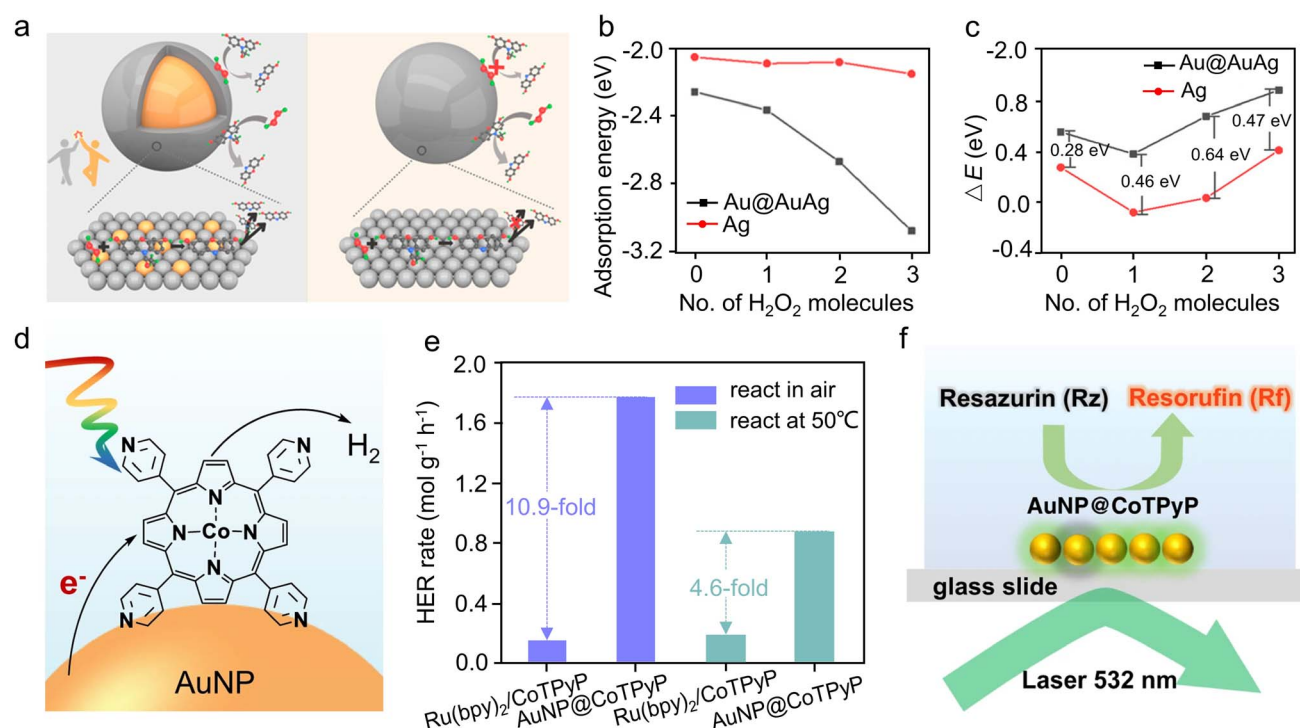 a
b
Adsorption energy (eV)
-2.0
-2.4
-2.8
-3.2
Au@AuAg
Ag
0 1 2 3
No. of H₂O₂ molecules
c
△E (eV)
-2.0
0.8
0.4
0.0
-0.4
Au@AuAg
Ag
0.28 eV
0.46 eV
0.64 eV
0.47 eV
0 1 2 3
No. of H₂O₂ molecules
d
N
N
N
N
Co
N
N
N
N
H₂
e⁻
AuNP
e
HER rate (mol g⁻¹ h⁻¹)
2.0
1.6
1.2
0.8
0.4
0.0
react in air
react at 50℃
10.9-fold
4.6-fold
Ru(bpy)₂/CoTPyP
AuNP@CoTPyP
Ru(bpy)₂/CoTPyP
AuNP@CoTPyP
f
Resazurin (Rz) Resorufin (Rf)
AuNP@CoTPyP
glass slide
Laser 532 nm